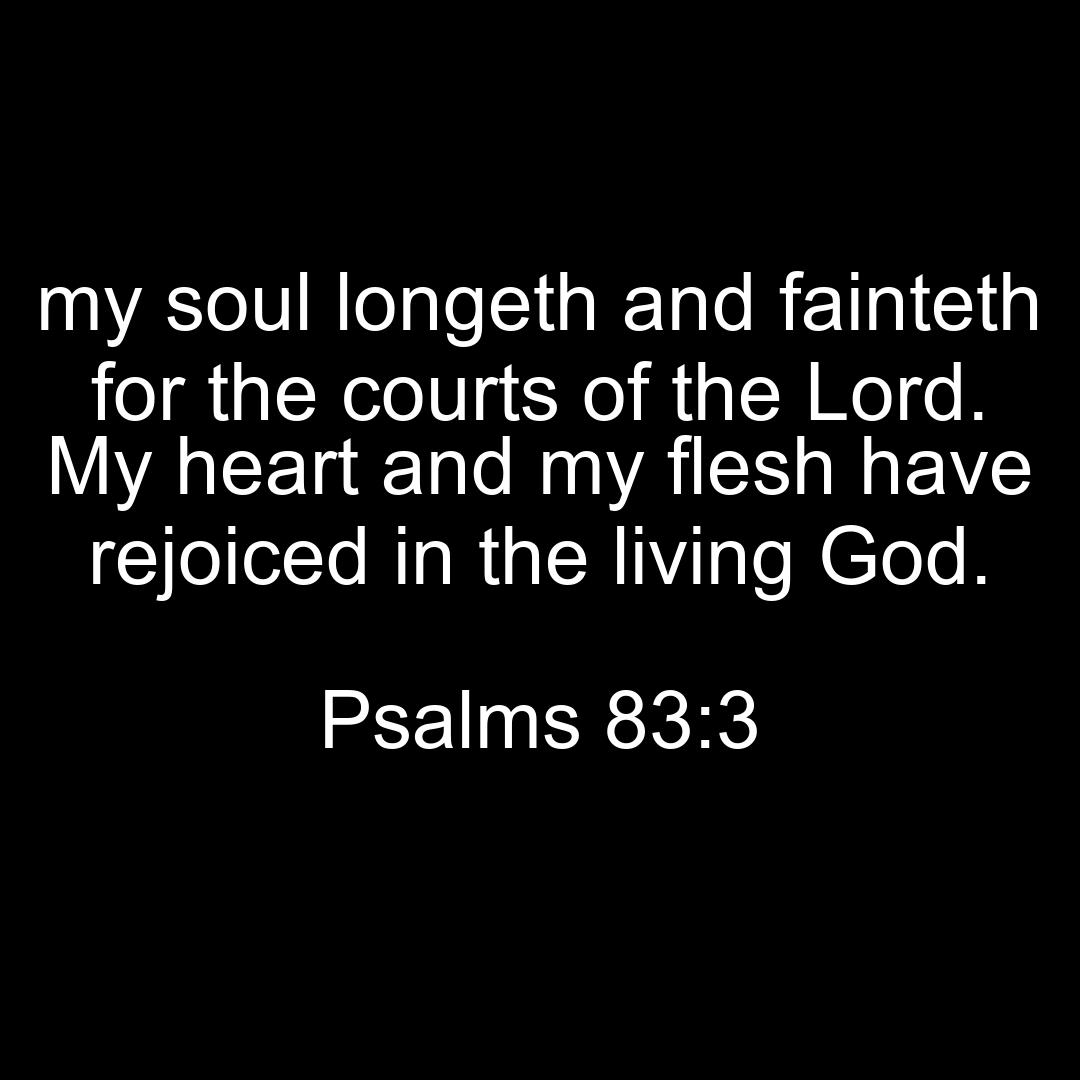 my soul longeth and fainteth
for the courts of the Lord.
My heart and my flesh have
rejoiced in the living God.
Psalms 83:3